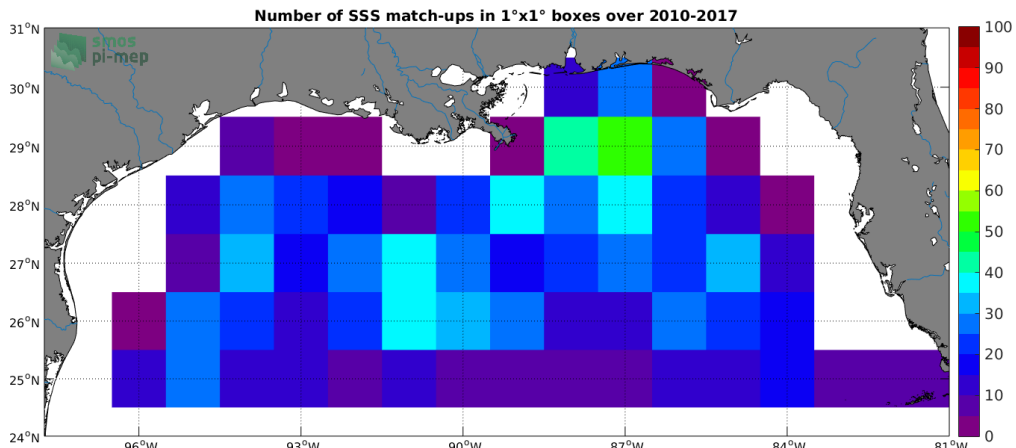 Number of SSS match-ups in 1°x1° boxes over 2010-2017
smos
pi-mep
31°N
30°N
29°N
28°N
27°N
26°N
25°N
24°N
96°W 93°W 90°W 87°W 84°W 81°W
100
90
80
70
60
50
40
30
20
10
0